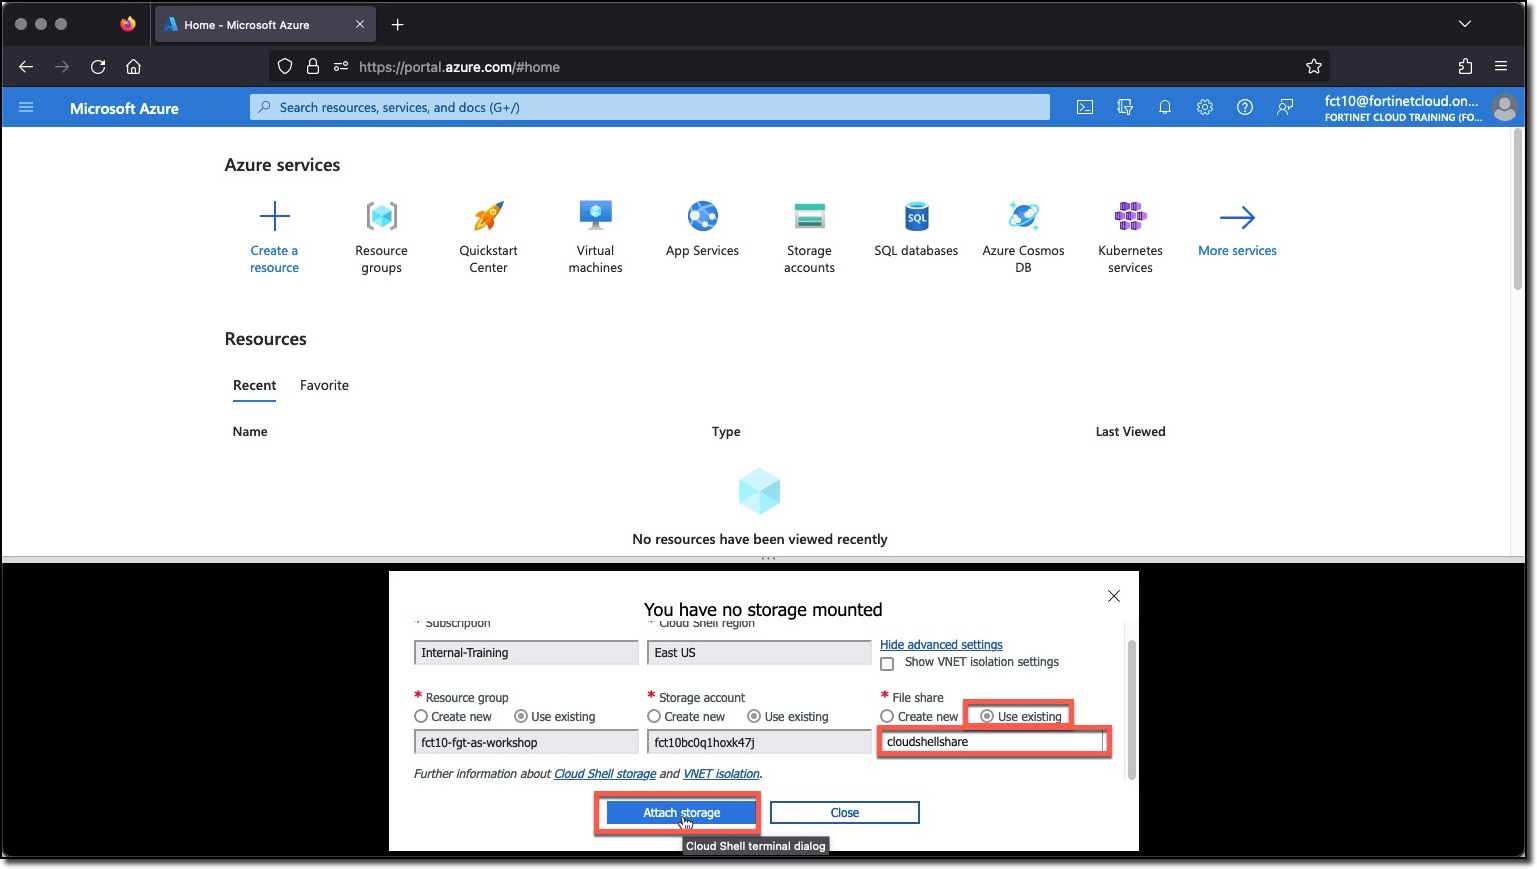 Home - Microsoft Azure
https://portal.azure.com/#home
Microsoft Azure
Search resources, services, and docs (G+/)
fct10@fortinetcloud.on...
FORTINET CLOUD TRAINING (FO...
Azure services
Create a resource
Resource groups
Quickstart Center
Virtual machines
App Services
Storage accounts
SQL
SQL databases
Azure Cosmos DB
Kubernetes services
More services
Resources
Recent Favorite
Name Type Last Viewed
No resources have been viewed recently
You have no storage mounted
* Subscription * Cloud Shell region
Internal-Training East US
Hide advanced settings
Show VNET isolation settings
* Resource group * Storage account * File share
Create new Use existing Create new Use existing Create new Use existing
fct10-fgt-as-workshop fct10bc0q1hoxk47j cloudshellshare
Further information about Cloud Shell storage and VNET isolation.
Attach storage Close
Cloud Shell terminal dialog